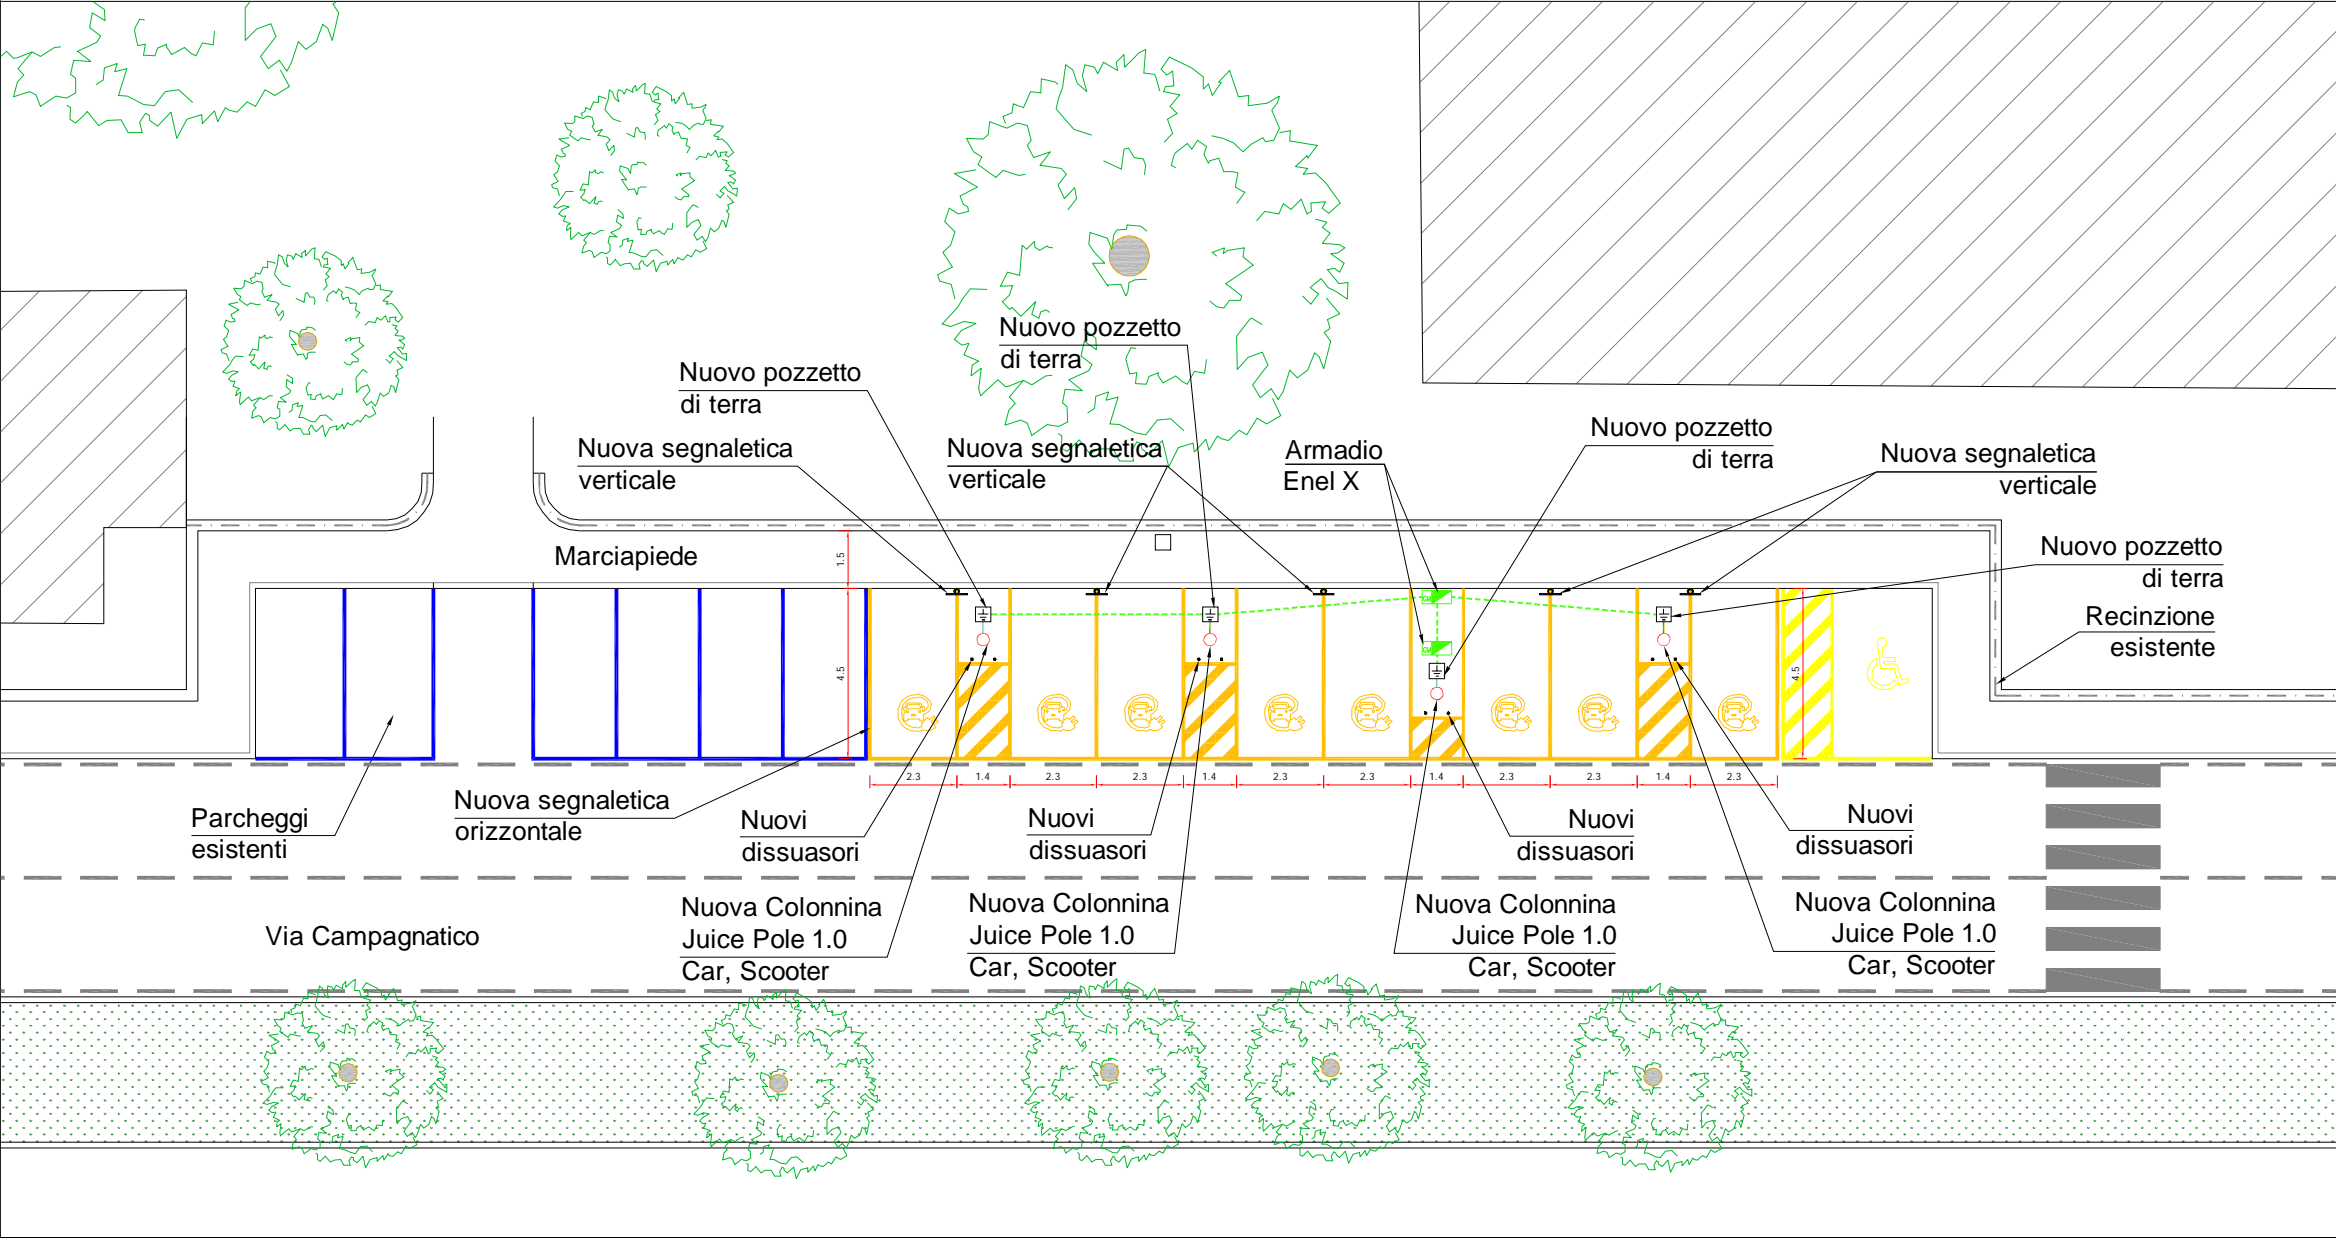 Nuovo pozzetto
di terra
Nuovo pozzetto
di terra
Nuova segnaletica
verticale
Nuova segnaletica
verticale
Armadio
Enel X
Nuovo pozzetto
di terra
Nuova segnaletica
verticale
Marciapiede
1.5
Nuovo pozzetto
di terra
Recinzione
esistente
4.5
4.5
2.3
1.4
2.3
2.3
1.4
2.3
2.3
1.4
2.3
2.3
1.4
2.3
Parcheggi
esistenti
Nuova segnaletica
orizzontale
Nuovi
dissuasori
Nuovi
dissuasori
Nuovi
dissuasori
Nuovi
dissuasori
Via Campagnatico
Nuova Colonnina
Juice Pole 1.0
Car, Scooter
Nuova Colonnina
Juice Pole 1.0
Car, Scooter
Nuova Colonnina
Juice Pole 1.0
Car, Scooter
Nuova Colonnina
Juice Pole 1.0
Car, Scooter